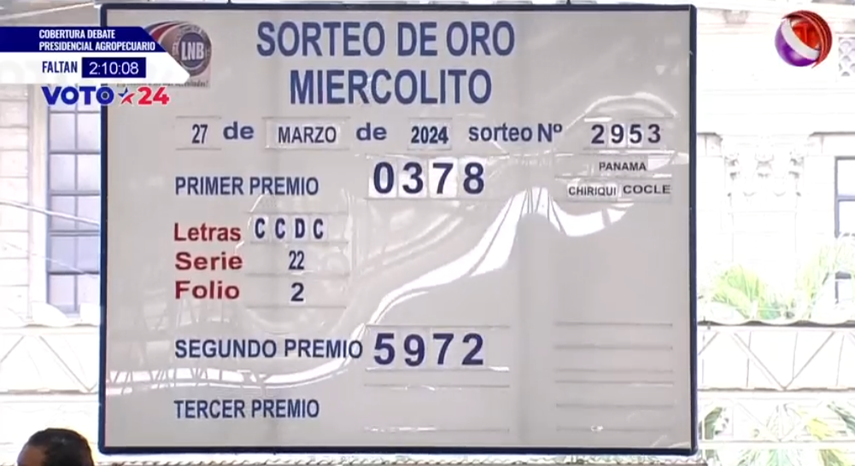 COBERTURA DEBATE
PRESIDENCIAL AGROPECUARIO
FALTAN 2:10:08
VOTO 24
LNB
SORTEO DE ORO
MIERCOLITO
27 de MARZO de 2024 sorteo Nº 2953
PRIMER PREMIO 0378
PANAMA
CHIRIQUI COCLE
Letras C C D C
Serie 22
Folio 2
SEGUNDO PREMIO 5972
TERCER PREMIO